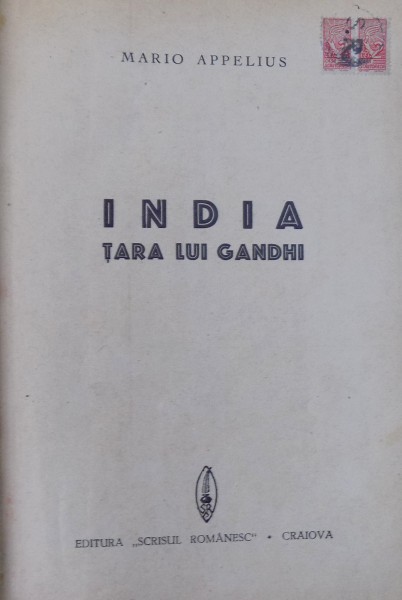 MARIO APPELIUS
INDIA
ȚARA LUI GANDHI
EDITURA „SCRISUL ROMÂNESC“ • CRAIOVA